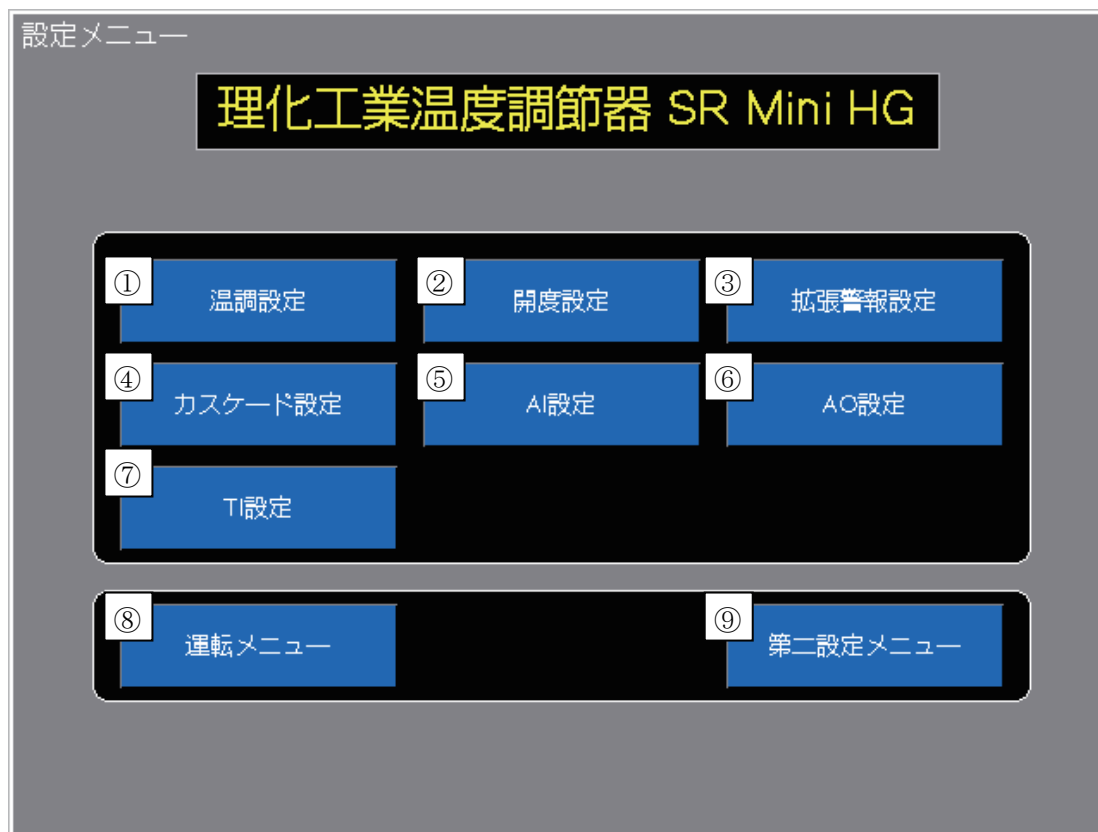 設定メニュー
理化工業温度調節器 SR Mini HG
① 温調設定
② 開度設定
③ 拡張警報設定
④ カスケード設定
⑤ AI設定
⑥ AO設定
⑦ TI設定
⑧ 運転メニュー
⑨ 第二設定メニュー